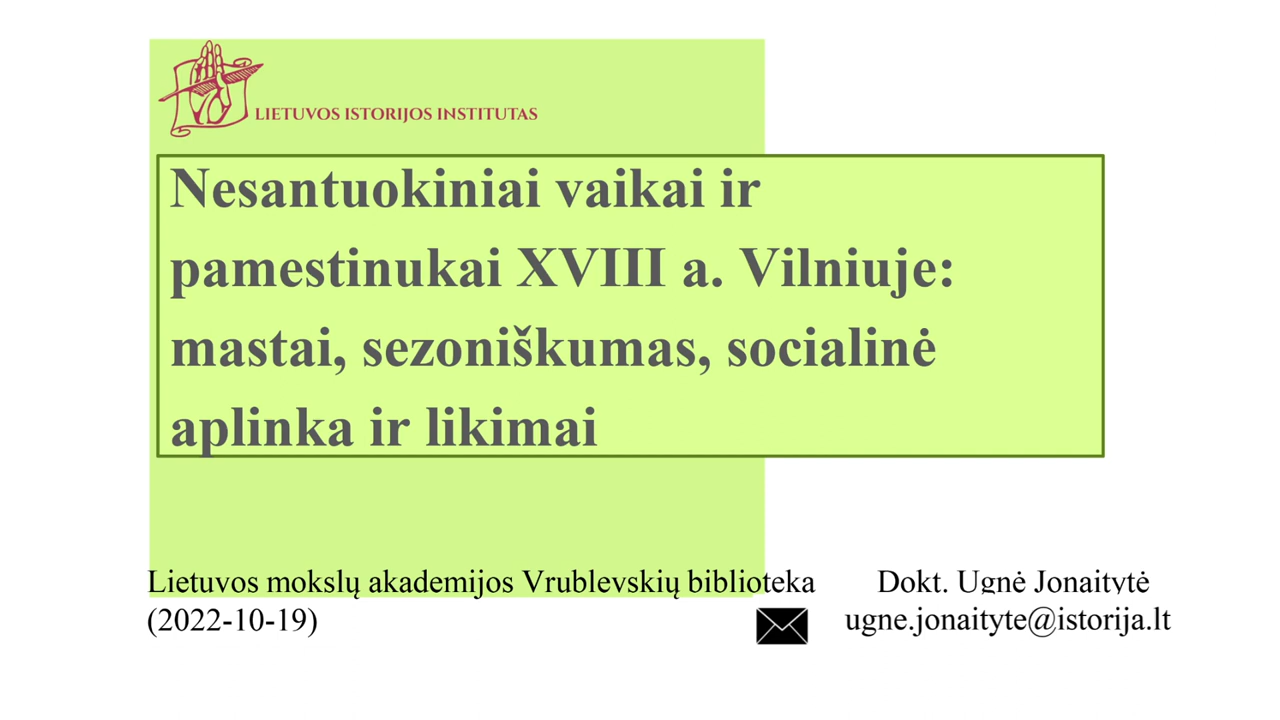 LIETUVOS ISTORIJOS INSTITUTAS
Nesantuokiniai vaikai ir
pamestinukai XVIII a. Vilniuje:
mastai, sezoniškumas, socialinė
aplinka ir likimai
Lietuvos mokslų akademijos Vrublevskių biblioteka
(2022-10-19)
Dokt. Ugnė Jonaitytė
ugne.jonaityte@istorija.lt